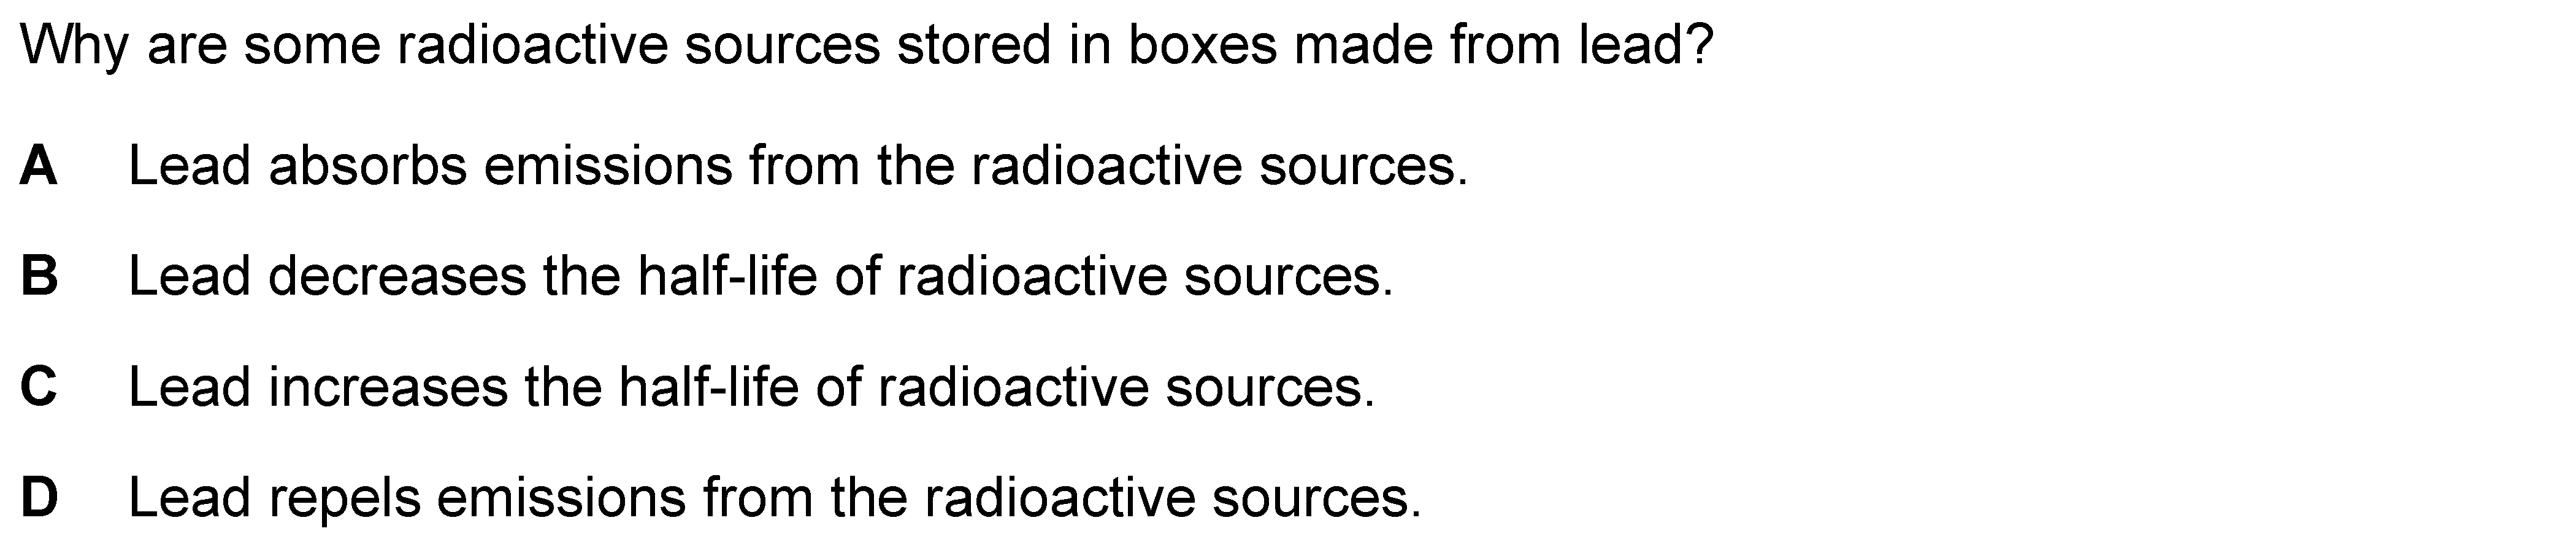 Why are some radioactive sources stored in boxes made from lead?
A Lead absorbs emissions from the radioactive sources.
B Lead decreases the half-life of radioactive sources.
C Lead increases the half-life of radioactive sources.
D Lead repels emissions from the radioactive sources.